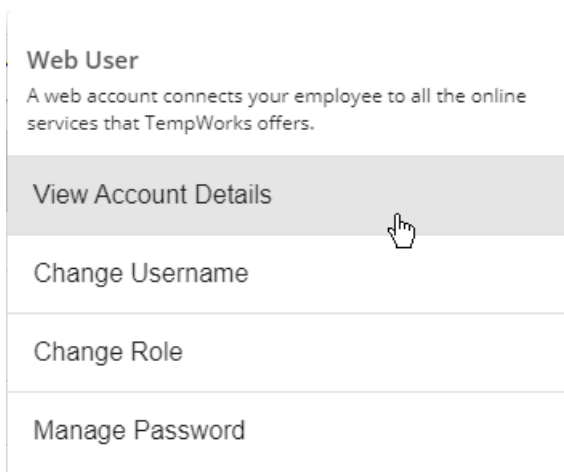 Web User
A web account connects your employee to all the online
services that TempWorks offers.
View Account Details
Change Username
Change Role
Manage Password